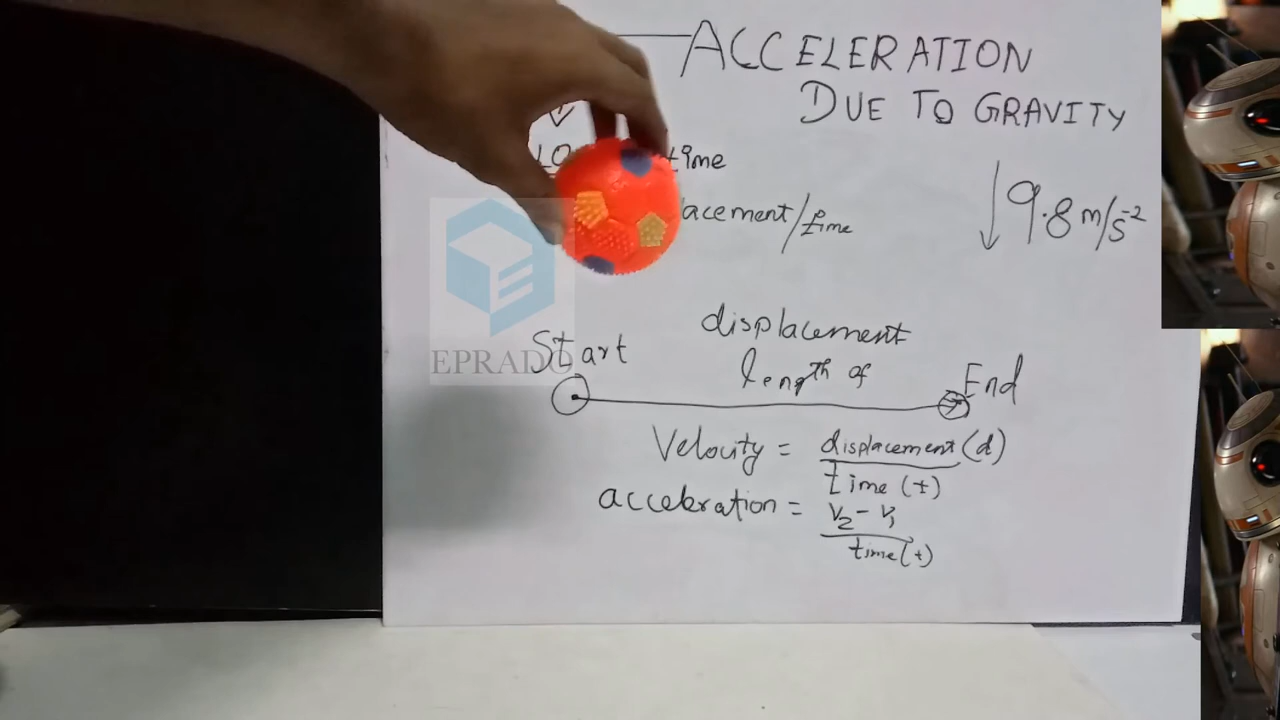 ACCELERATION
DUE TO GRAVITY
time
acement/time
9.8 m/s-2
EPRADO
Start
displacement
length of
End
Velocity = displacement (d)
time (t)
acceleration = V2 - V1
time (t)